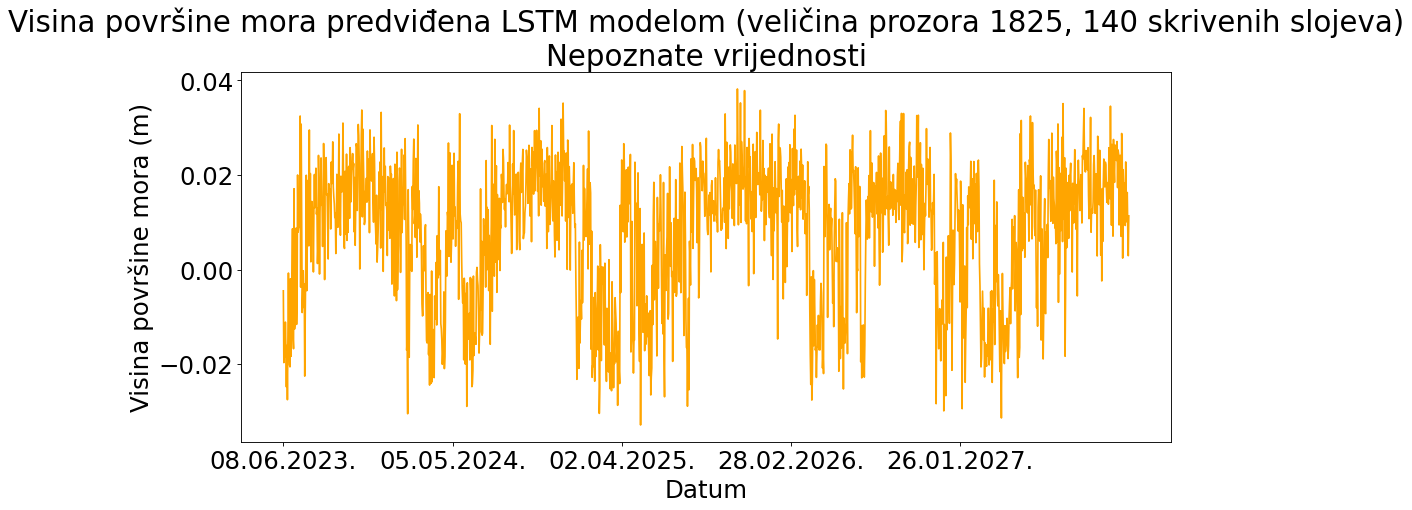 Visina površine mora predviđena LSTM modelom (veličina prozora 1825, 140 skrivenih slojeva)
Nepoznate vrijednosti
Visina površine mora (m)
0.04
0.02
0.00
−0.02
08.06.2023. 05.05.2024. 02.04.2025. 28.02.2026. 26.01.2027.
Datum